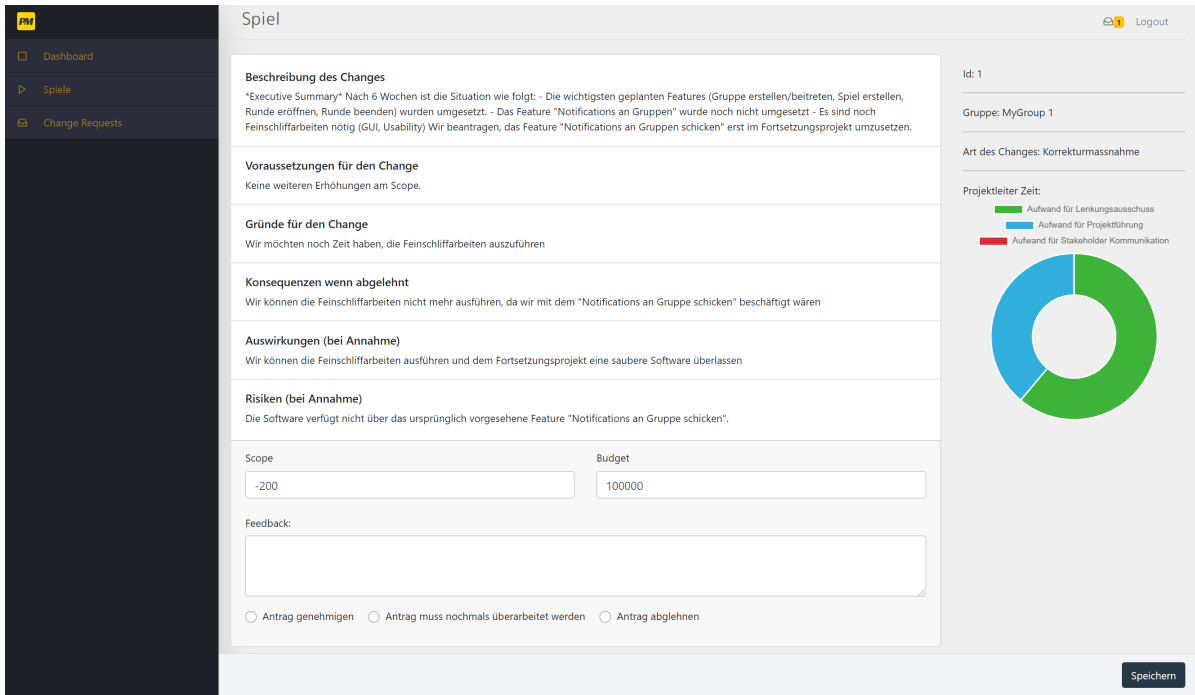 PM
Dashboard
Spiele
Change Requests
Spiel
1 Logout
Beschreibung des Changes
*Executive Summary* Nach 6 Wochen ist die Situation wie folgt: - Die wichtigsten geplanten Features (Gruppe erstellen/beitreten, Spiel erstellen,
Runde eröffnen, Runde beenden) wurden umgesetzt. - Das Feature "Notifications an Gruppen" wurde noch nicht umgesetzt - Es sind noch
Feinschliffarbeiten nötig (GUI, Usability) Wir beantragen, das Feature "Notifications an Gruppen schicken" erst im Fortsetzungsprojekt umzusetzen.
Voraussetzungen für den Change
Keine weiteren Erhöhungen am Scope.
Gründe für den Change
Wir möchten noch Zeit haben, die Feinschliffarbeiten auszuführen
Konsequenzen wenn abgelehnt
Wir können die Feinschliffarbeiten nicht mehr ausführen, da wir mit dem "Notifications an Gruppe schicken" beschäftigt wären
Auswirkungen (bei Annahme)
Wir können die Feinschliffarbeiten ausführen und dem Fortsetzungsprojekt eine saubere Software überlassen
Risiken (bei Annahme)
Die Software verfügt nicht über das ursprünglich vorgesehene Feature "Notifications an Gruppe schicken".
Scope
Budget
-200
100000
Feedback:
Antrag genehmigen
Antrag muss nochmals überarbeitet werden
Antrag abglehnen
Id: 1
Gruppe: MyGroup 1
Art des Changes: Korrekturmassnahme
Projektleiter Zeit:
Aufwand für Lenkungsausschuss
Aufwand für Projektführung
Aufwand für Stakeholder Kommunikation
Speichern